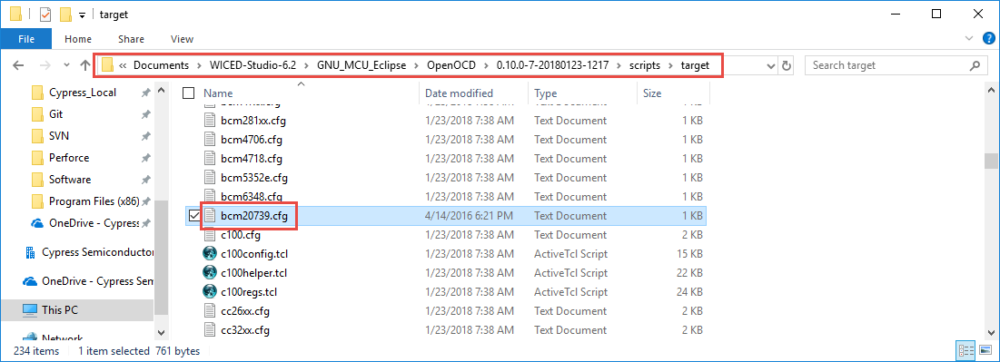 target
File Home Share View
« Documents > WICED-Studio-6.2 > GNU_MCU_Eclipse > OpenOCD > 0.10.0-7-20180123-1217 > scripts > target
Search target
Cypress_Local
Git
SVN
Perforce
Software
Program Files (x86)
OneDrive - Cypress
Cypress Semiconductor
OneDrive - Cypress S
This PC
Network
Name Date modified Type Size
bcm281xx.cfg 1/23/2018 7:38 AM Text Document 1 KB
bcm4706.cfg 1/23/2018 7:38 AM Text Document 1 KB
bcm4718.cfg 1/23/2018 7:38 AM Text Document 1 KB
bcm5352e.cfg 1/23/2018 7:38 AM Text Document 1 KB
bcm6348.cfg 1/23/2018 7:38 AM Text Document 1 KB
bcm20739.cfg 4/14/2016 6:21 PM Text Document 1 KB
c100.cfg 1/23/2018 7:38 AM Text Document 2 KB
c100config.tcl 1/23/2018 7:38 AM ActiveTcl Script 15 KB
c100helper.tcl 1/23/2018 7:38 AM ActiveTcl Script 22 KB
c100regs.tcl 1/23/2018 7:38 AM ActiveTcl Script 24 KB
cc26xx.cfg 1/23/2018 7:38 AM Text Document 2 KB
cc32xx.cfg 1/23/2018 7:38 AM Text Document 2 KB
234 items 1 item selected 761 bytes